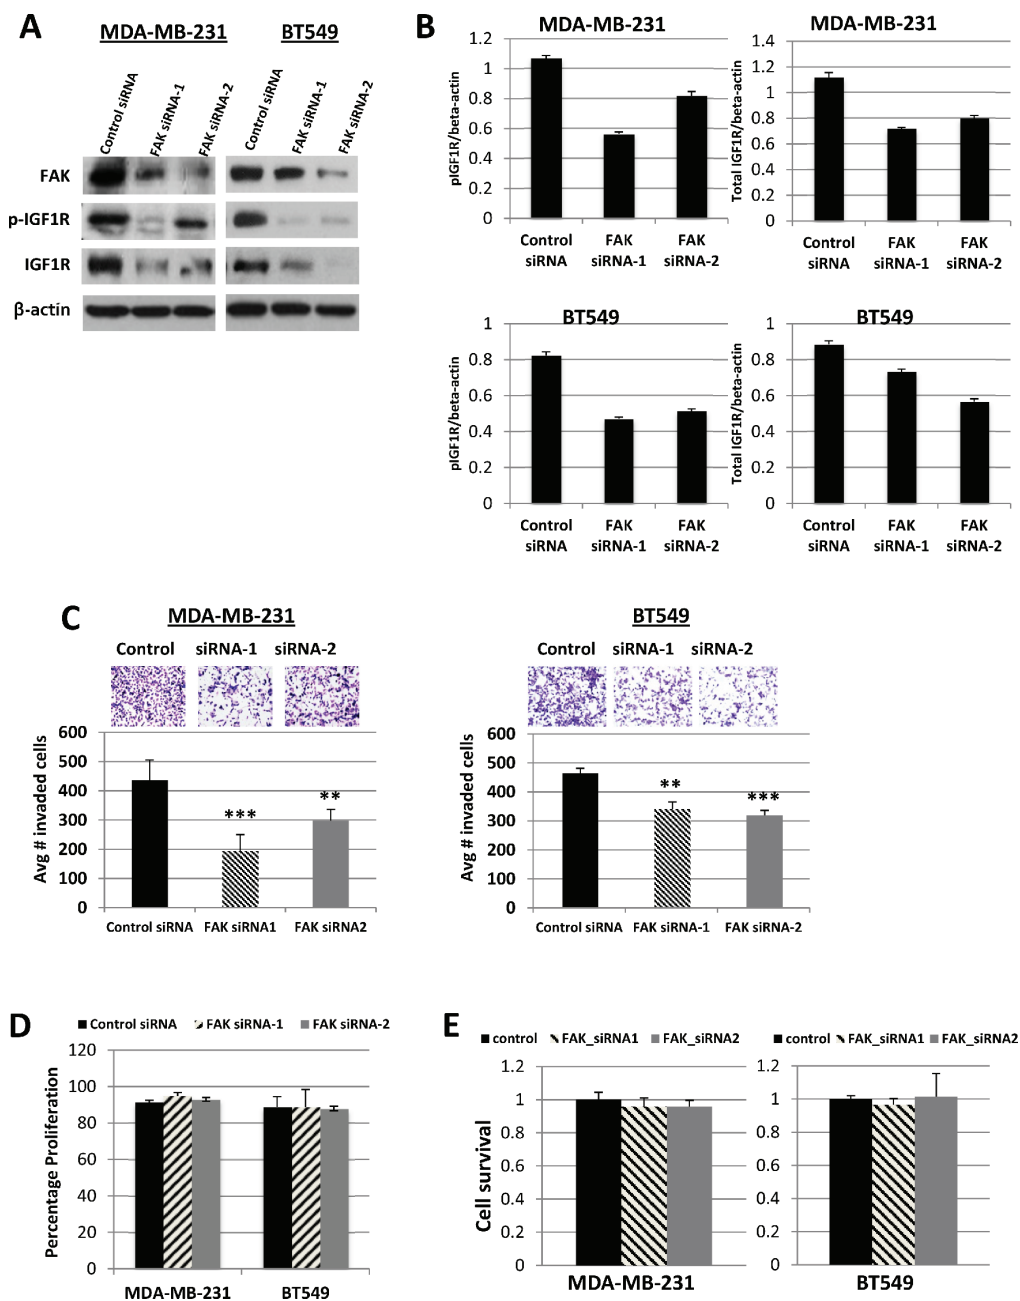 A
MDA-MB-231 BT549
Control siRNA
FAK siRNA-1
FAK siRNA-2
Control siRNA
FAK siRNA-1
FAK siRNA-2
FAK
p-IGF1R
IGF1R
β-actin
B
MDA-MB-231
pIGF1R/beta-actin
1.2
1
0.8
0.6
0.4
0.2
0
Control siRNA
FAK siRNA-1
FAK siRNA-2
MDA-MB-231
Total IGF1R/beta-actin
1.4
1.2
1
0.8
0.6
0.4
0.2
0
Control siRNA
FAK siRNA-1
FAK siRNA-2
BT549
pIGF1R/beta-actin
1
0.8
0.6
0.4
0.2
0
Control siRNA
FAK siRNA-1
FAK siRNA-2
BT549
Total IGF1R/beta-actin
1
0.8
0.6
0.4
0.2
0
Control siRNA
FAK siRNA-1
FAK siRNA-2
C
MDA-MB-231
Control siRNA-1 siRNA-2
Avg # invaded cells
600
500
400
300
200
100
0
***
**
Control siRNA FAK siRNA1 FAK siRNA2
BT549
Control siRNA-1 siRNA-2
Avg # invaded cells
600
500
400
300
200
100
0
**
***
Control siRNA FAK siRNA-1 FAK siRNA-2
D
Control siRNA FAK siRNA-1 FAK siRNA-2
Percentage Proliferation
120
100
80
60
40
20
0
MDA-MB-231 BT549
E
control FAK_siRNA1 FAK_siRNA2
Cell survival
1.2
1
0.8
0.6
0.4
0.2
0
MDA-MB-231
control FAK_siRNA1 FAK_siRNA2
1.2
1
0.8
0.6
0.4
0.2
0
BT549